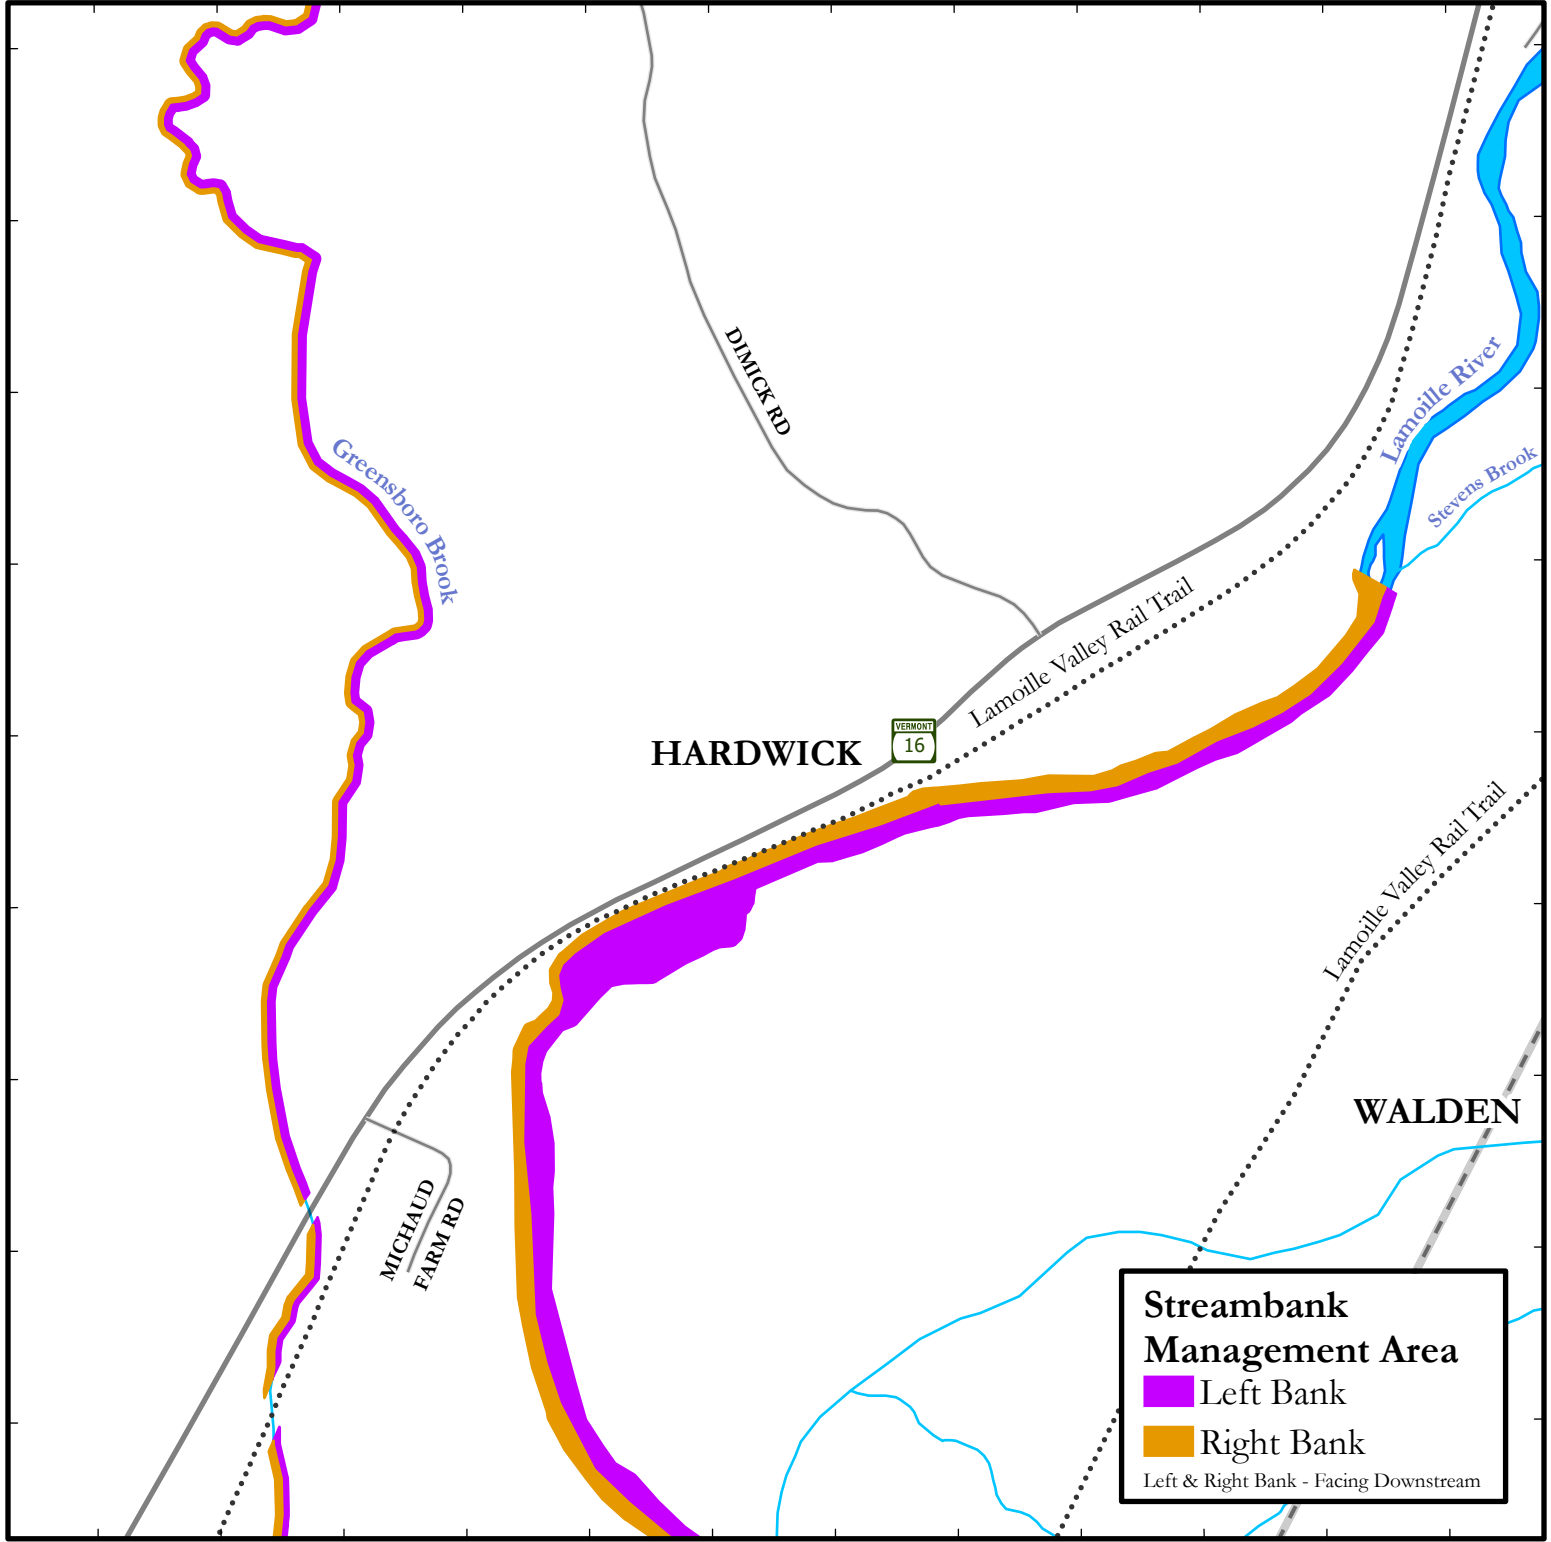 DIMICK RD
Lamoille River
Stevens Brook
Greensboro Brook
Lamoille Valley Rail Trail
HARDWICK
VERMONT
16
Lamoille Valley Rail Trail
WALDEN
MICHAUD
FARM RD
Streambank
Management Area
Left Bank
Right Bank
Left & Right Bank - Facing Downstream